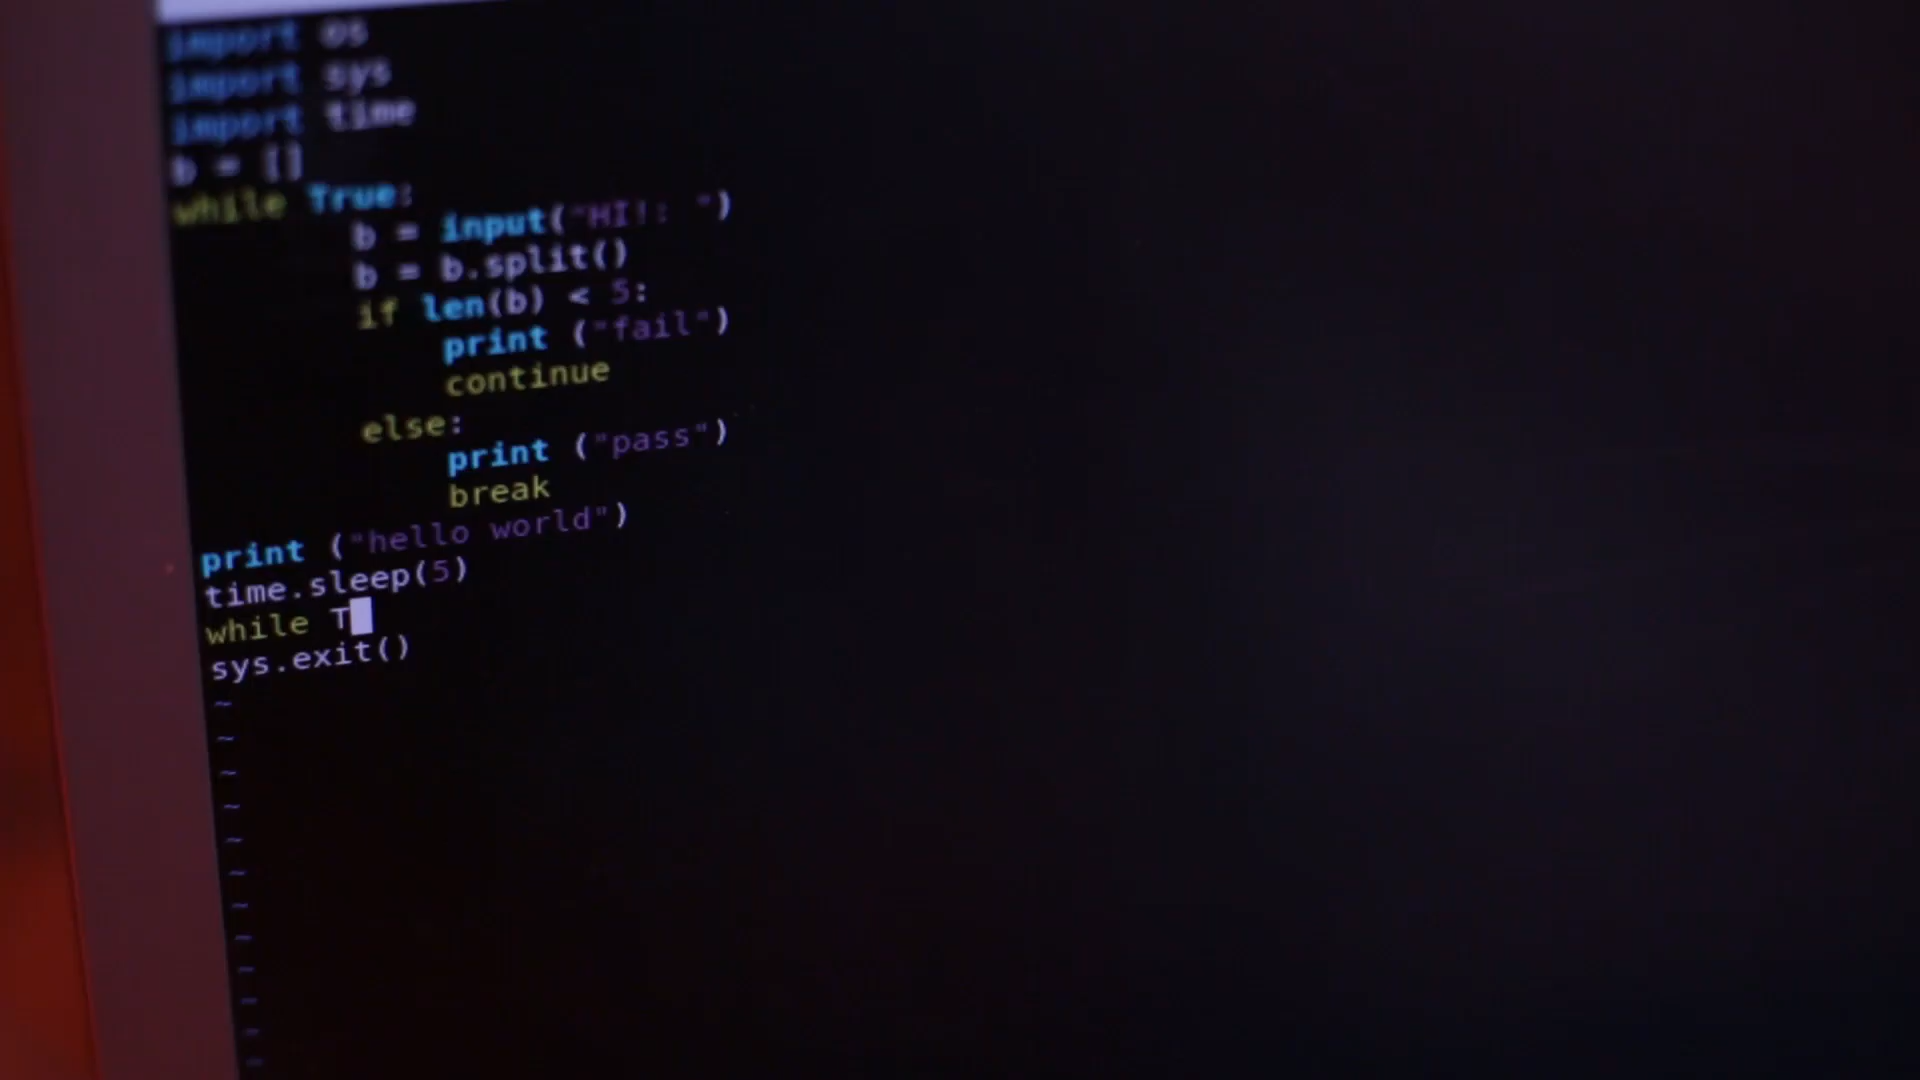 import os
import sys
import time
b = []
while True:
        b = input("HI!: ")
        b = b.split()
        if len(b) < 5:
            print ("fail")
            continue
        else:
            print ("pass")
            break
print ("hello world")
time.sleep(5)
while T
sys.exit()
~
~
~
~
~
~
~
~
~
~
~
~